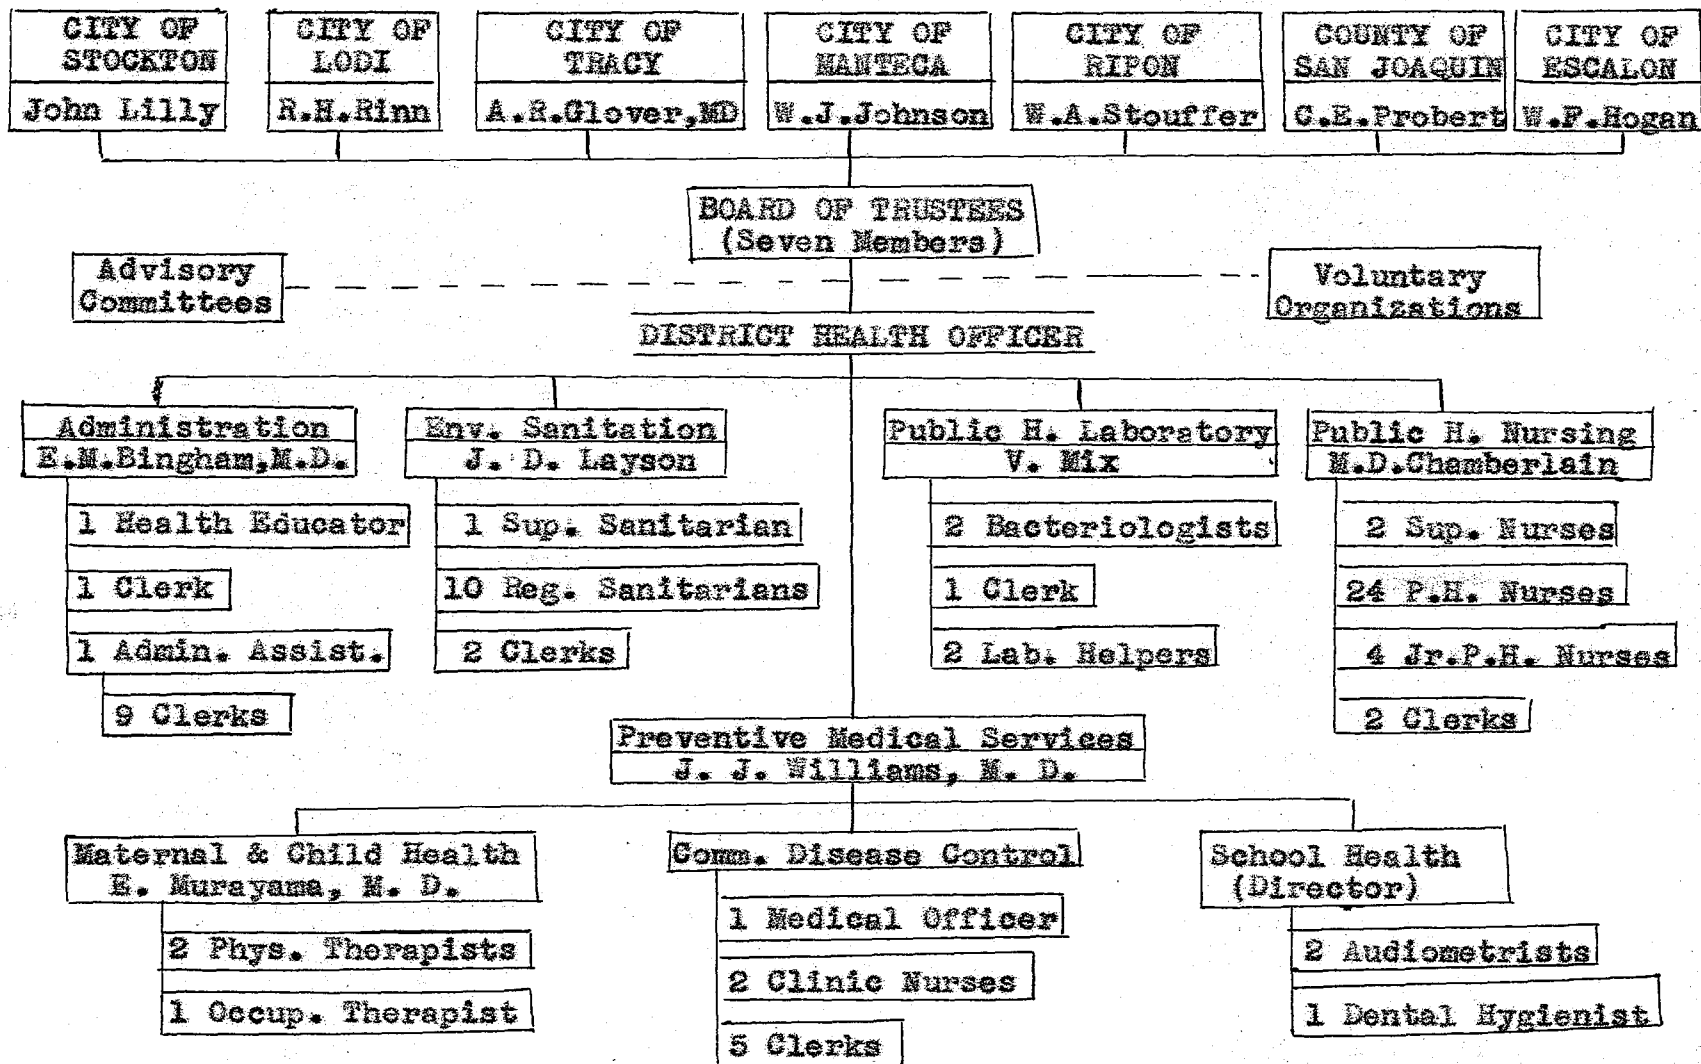 CITY OF
STOCKTON
John Lilly
CITY OF
LODI
R.H.Rinn
CITY OF
TRACY
A.R.Glover,MD
CITY OF
MANTECA
W.J.Johnson
CITY OF
RIPON
W.A.Stouffer
COUNTY OF
SAN JOAQUIN
C.E.Probert
CITY OF
ESCALON
W.P.Hogan
BOARD OF TRUSTEES
(Seven Members)
Advisory
Committees
Voluntary
Organizations
DISTRICT HEALTH OFFICER
Administration
E.M.Bingham,M.D.
1 Health Educator
1 Clerk
1 Admin. Assist.
9 Clerks
Env. Sanitation
J. D. Layson
1 Sup. Sanitarian
10 Reg. Sanitarians
2 Clerks
Public H. Laboratory
V. Mix
2 Bacteriologists
1 Clerk
2 Lab. Helpers
Public H. Nursing
M.D.Chamberlain
2 Sup. Nurses
24 P.H. Nurses
4 Jr.P.H. Nurses
2 Clerks
Preventive Medical Services
J. J. Williams, M. D.
Maternal & Child Health
E. Murayama, M. D.
2 Phys. Therapists
1 Occup. Therapist
Comm. Disease Control
1 Medical Officer
2 Clinic Nurses
5 Clerks
School Health
(Director)
2 Audiometrists
1 Dental Hygienist